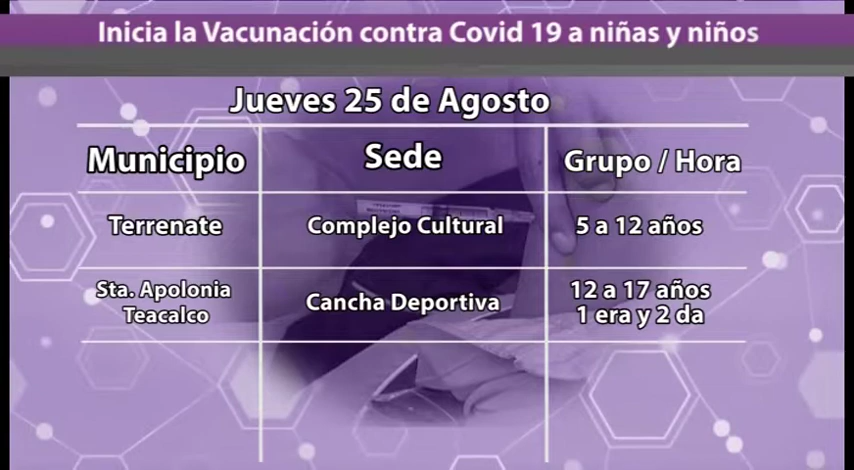 Inicia la Vacunación contra Covid 19 a niñas y niños
Jueves 25 de Agosto
Municipio
Sede
Grupo / Hora
Terrenate
Complejo Cultural
5 a 12 años
Sta. Apolonia
Teacalco
Cancha Deportiva
12 a 17 años
1 era y 2 da